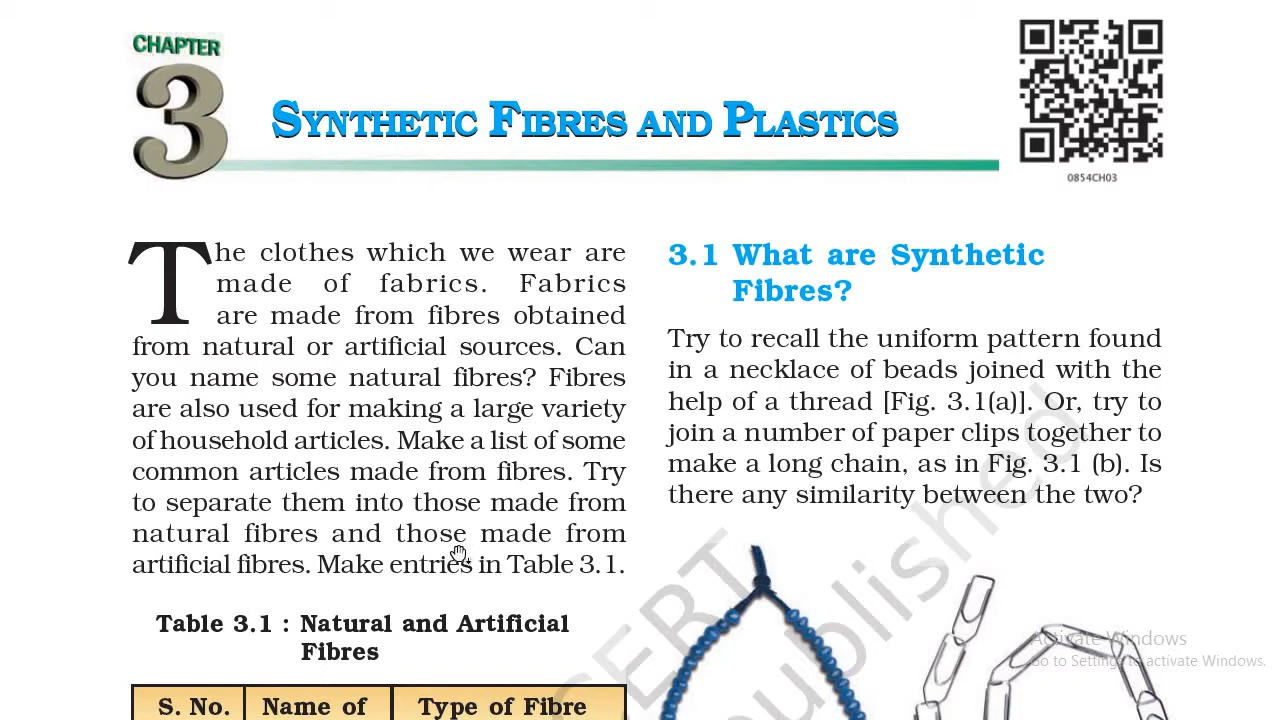 CHAPTER
3
SYNTHETIC FIBRES AND PLASTICS
0854CH03
The clothes which we wear are
made of fabrics. Fabrics
are made from fibres obtained
from natural or artificial sources. Can
you name some natural fibres? Fibres
are also used for making a large variety
of household articles. Make a list of some
common articles made from fibres. Try
to separate them into those made from
natural fibres and those made from
artificial fibres. Make entries in Table 3.1.
Table 3.1 : Natural and Artificial
Fibres
S. No.
Name of
Type of Fibre
3.1 What are Synthetic
Fibres?
Try to recall the uniform pattern found
in a necklace of beads joined with the
help of a thread [Fig. 3.1(a)]. Or, try to
join a number of paper clips together to
make a long chain, as in Fig. 3.1 (b). Is
there any similarity between the two?
Activate Windows
Go to Settings to activate Windows.